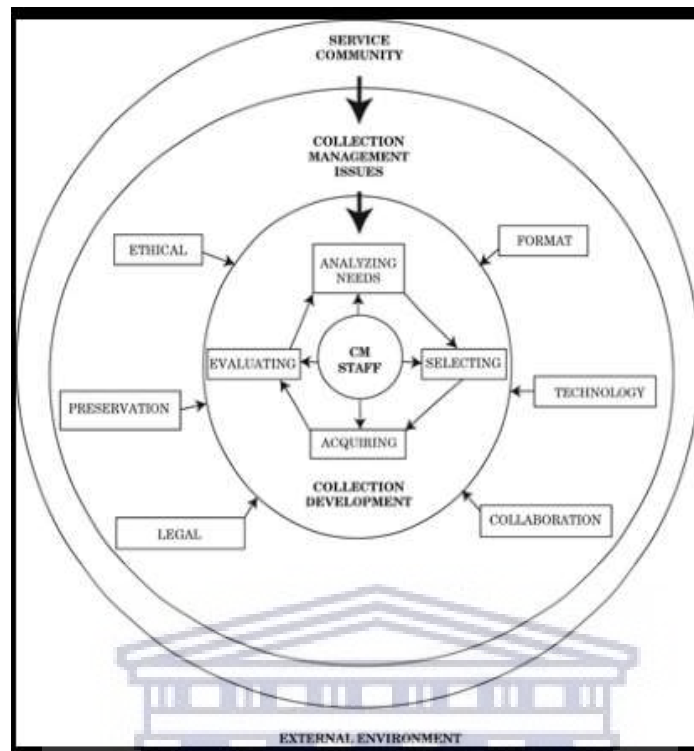 SERVICE
COMMUNITY
COLLECTION
MANAGEMENT
ISSUES
ETHICAL
FORMAT
ANALYZING
NEEDS
EVALUATING
CM
STAFF
SELECTING
PRESERVATION
TECHNOLOGY
ACQUIRING
COLLECTION
DEVELOPMENT
LEGAL
COLLABORATION
EXTERNAL ENVIRONMENT